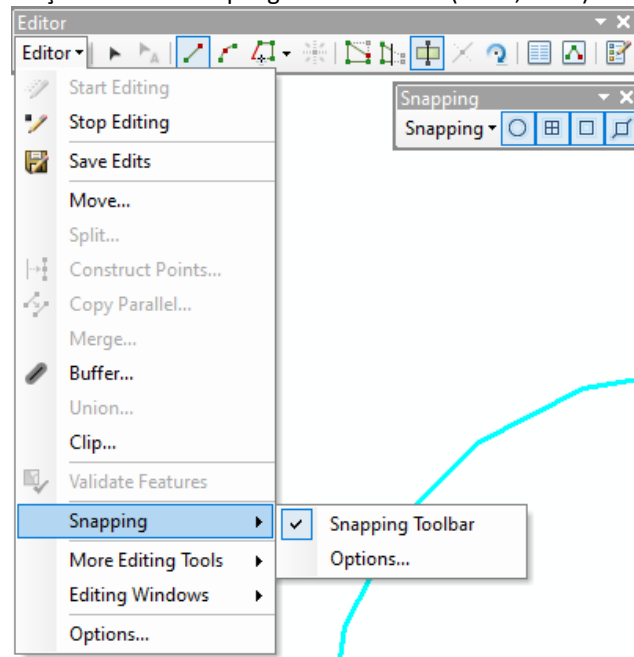 Editor
Editor
Start Editing
Snapping
Stop Editing
Snapping
Save Edits
Move...
Split...
Construct Points...
Copy Parallel...
Merge...
Buffer...
Union...
Clip...
Validate Features
Snapping
Snapping Toolbar
More Editing Tools
Options...
Editing Windows
Options...